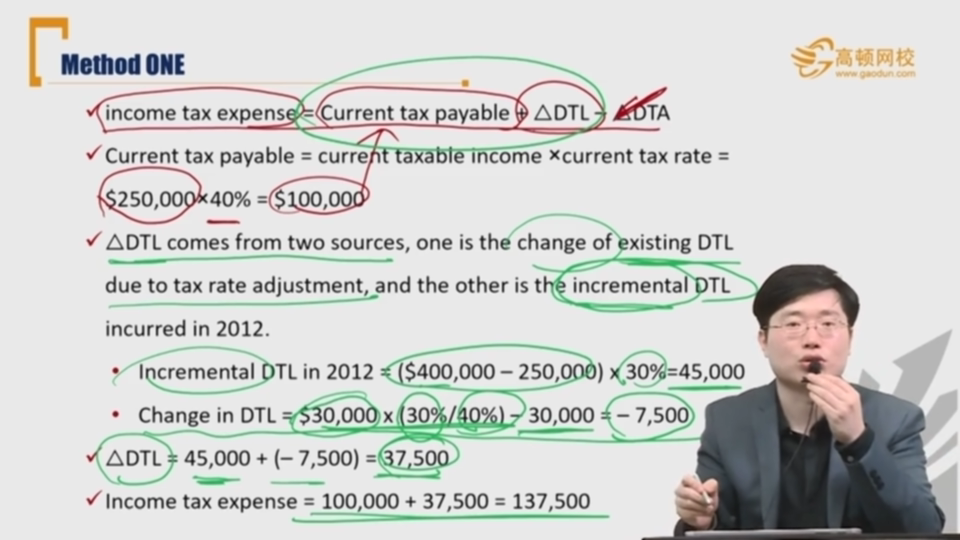 Method ONE
高顿网校
www.gaodun.com
✓ income tax expense = Current tax payable + △DTL − △DTA
✓ Current tax payable = current taxable income ×current tax rate =
$250,000×40% = $100,000
✓ △DTL comes from two sources, one is the change of existing DTL
due to tax rate adjustment, and the other is the incremental DTL
incurred in 2012.
• Incremental DTL in 2012 = ($400,000 – 250,000) x 30%=45,000
• Change in DTL = $30,000 x (30%/40%) – 30,000 = – 7,500
✓ △DTL = 45,000 + (– 7,500) = 37,500
✓ Income tax expense = 100,000 + 37,500 = 137,500